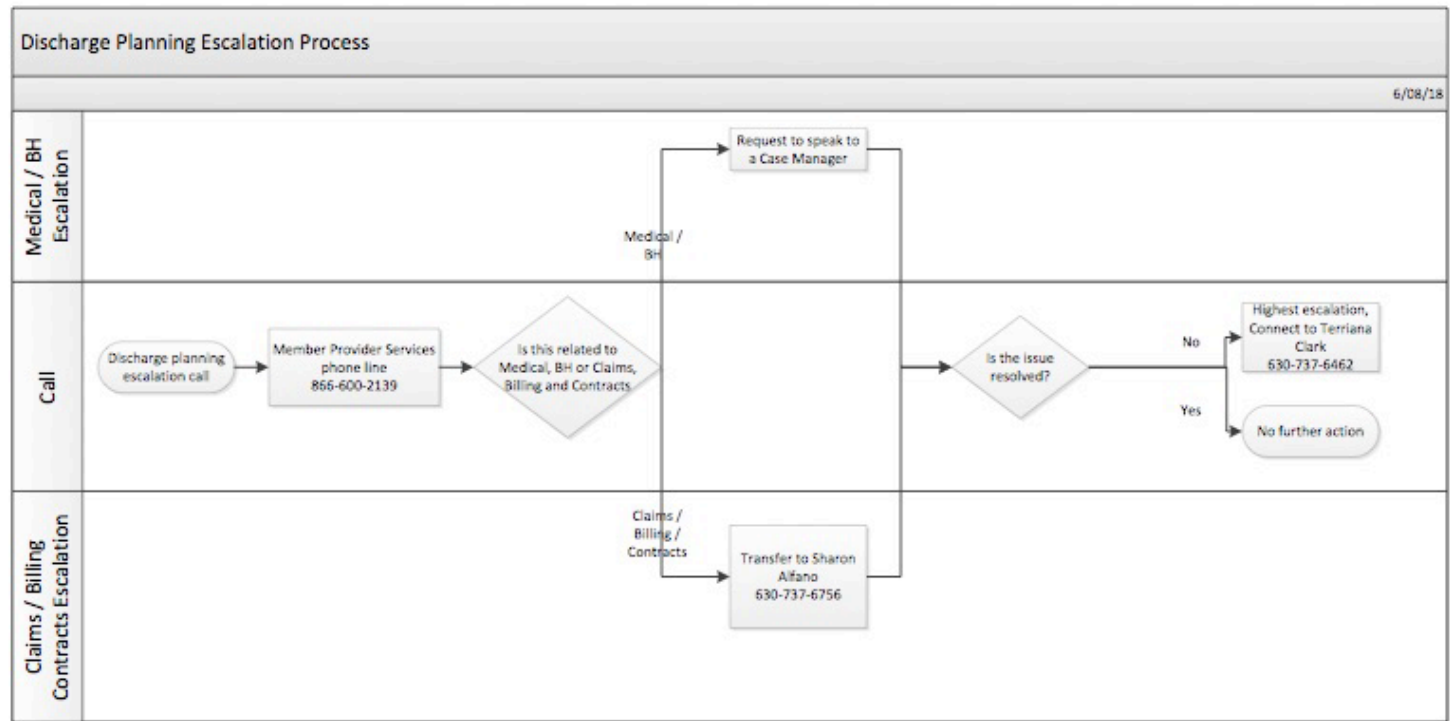 Discharge Planning Escalation Process
6/08/18
Medical / BH
Escalation
Request to speak to
a Case Manager
Medical /
BH
Call
Discharge planning
escalation call
Member Provider Services
phone line
866-600-2139
Is this related to
Medical, BH or Claims,
Billing and Contracts
Is the issue
resolved?
No
Highest escalation,
Connect to Terriana
Clark
630-737-6462
Yes
No further action
Claims / Billing
Contracts Escalation
Claims /
Billing /
Contracts
Transfer to Sharon
Alfano
630-737-6756